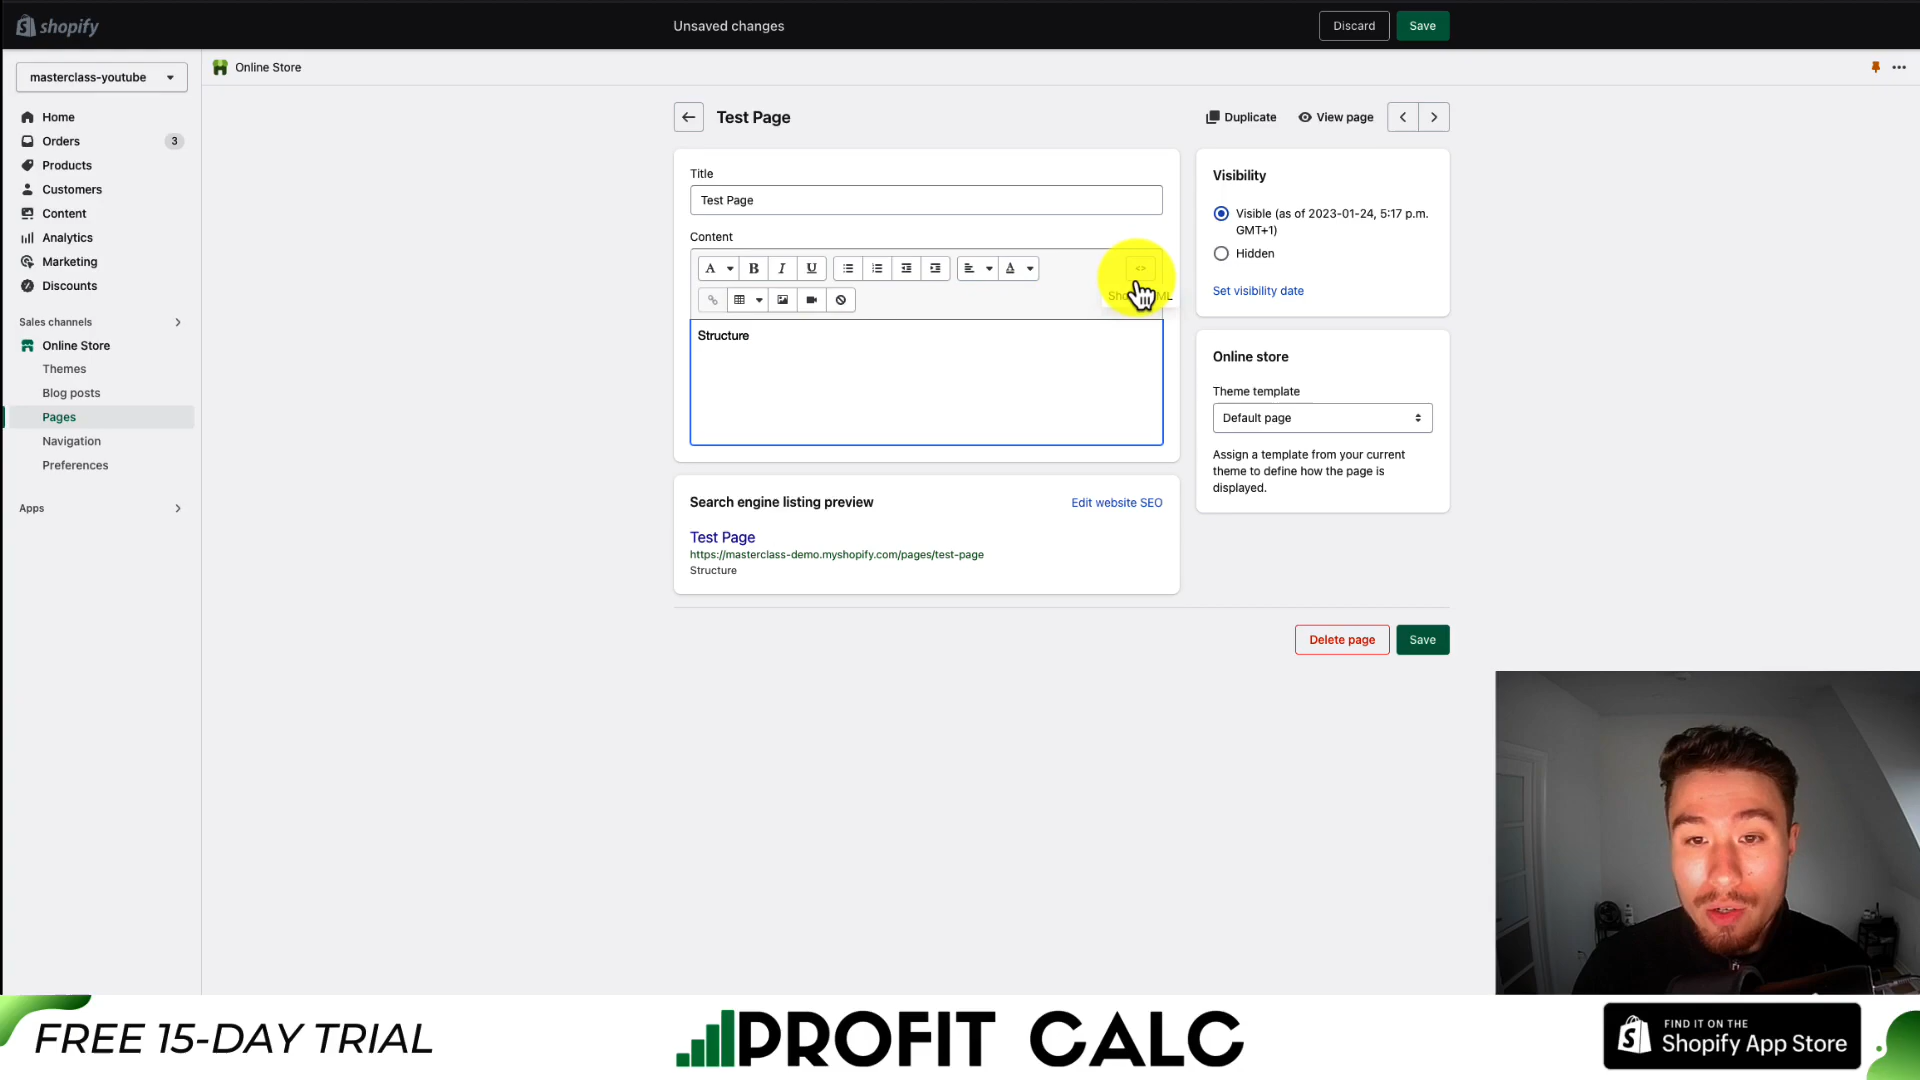 shopify
Unsaved changes
Discard
Save
masterclass-youtube
Online Store
Home
Orders
3
Products
Customers
Content
Analytics
Marketing
Discounts
Sales channels
Online Store
Themes
Blog posts
Pages
Navigation
Preferences
Apps
Test Page
Duplicate
View page
Title
Test Page
Content
A
B
I
U
A
<>
Structure
Search engine listing preview
Edit website SEO
Test Page
https://masterclass-demo.myshopify.com/pages/test-page
Structure
Visibility
Visible (as of 2023-01-24, 5:17 p.m.
GMT+1)
Hidden
Set visibility date
Online store
Theme template
Default page
Assign a template from your current
theme to define how the page is
displayed.
Delete page
Save
FREE 15-DAY TRIAL
PROFIT CALC
FIND IT ON THE
Shopify App Store